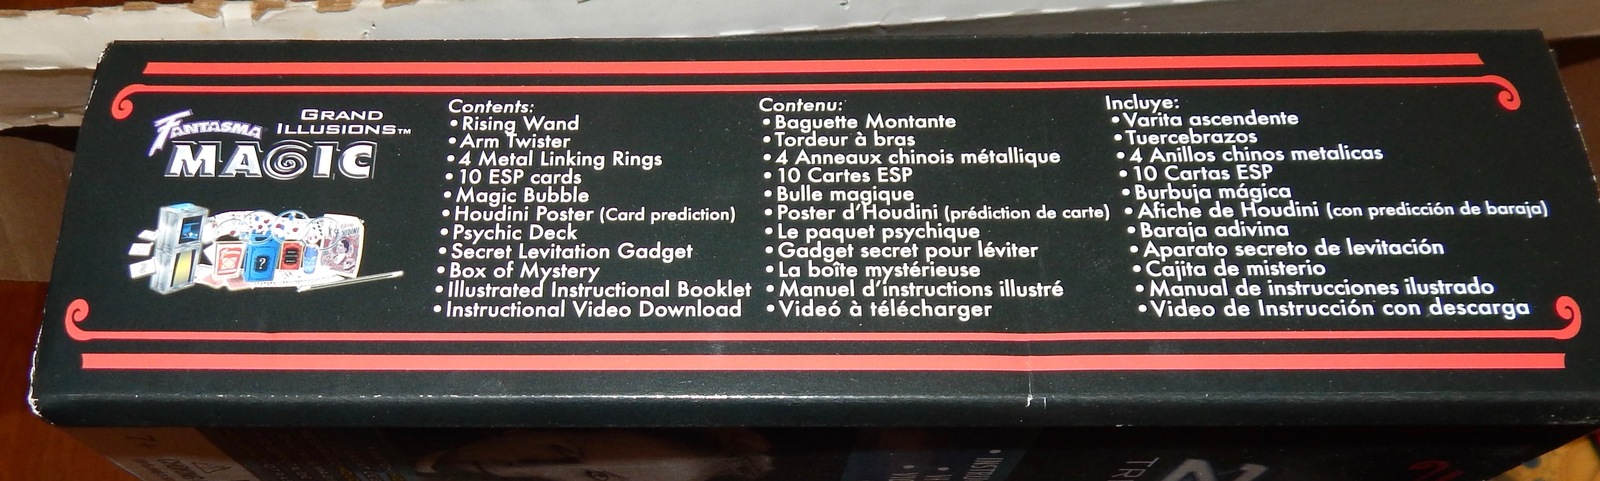 FANTASMA
GRAND
ILLUSIONS™
MAGIC
Contents:
• Rising Wand
• Arm Twister
• 4 Metal Linking Rings
• 10 ESP cards
• Magic Bubble
• Houdini Poster (Card prediction)
• Psychic Deck
• Secret Levitation Gadget
• Box of Mystery
• Illustrated Instructional Booklet
• Instructional Video Download
Contenu:
• Baguette Montante
• Tordeur à bras
• 4 Anneaux chinois métallique
• 10 Cartes ESP
• Bulle magique
• Poster d'Houdini (prédiction de carte)
• Le paquet psychique
• Gadget secret pour léviter
• La boîte mystérieuse
• Manuel d'instructions illustré
• Videó à télécharger
Incluye:
• Varita ascendente
• Tuercebrazos
• 4 Anillos chinos metalicas
• 10 Cartas ESP
• Burbuja mágica
• Afiche de Houdini (con predicción de baraja)
• Baraja adivina
• Aparato secreto de levitación
• Cajita de misterio
• Manual de instrucciones ilustrado
• Video de Instrucción con descarga
7+